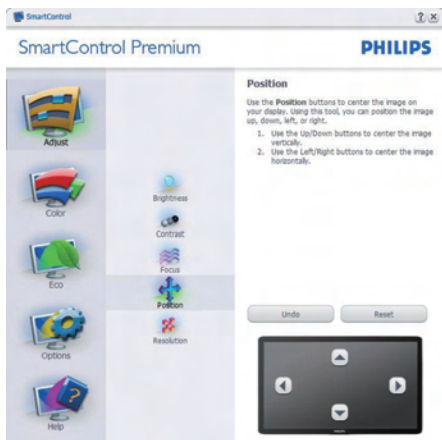 SmartControl
SmartControl Premium
PHILIPS
Adjust
Color
Eco
Options
Help
Brightness
Contrast
Focus
Position
Resolution
Position
Use the Position buttons to center the image on
your display. Using this tool, you can position the image
up, down, left, or right.
1. Use the Up/Down buttons to center the image
vertically.
2. Use the Left/Right buttons to center the image
horizontally.
Undo
Reset
PHILIPS